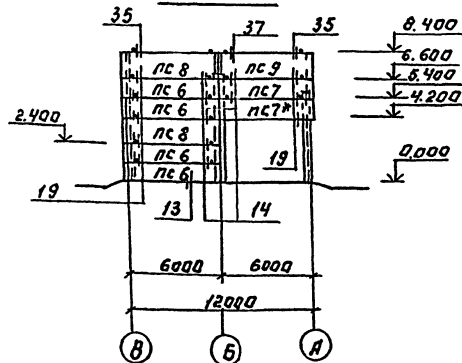 35 37 35
8.400
6.600
5.400
4.200
2.400
0.000
ПС 8 ПС 9
ПС 6 ПС 7
ПС 6 ПС 7*
ПС 8
ПС 6
ПС 6
19
19 13 14
6000 6000
12000
В Б А